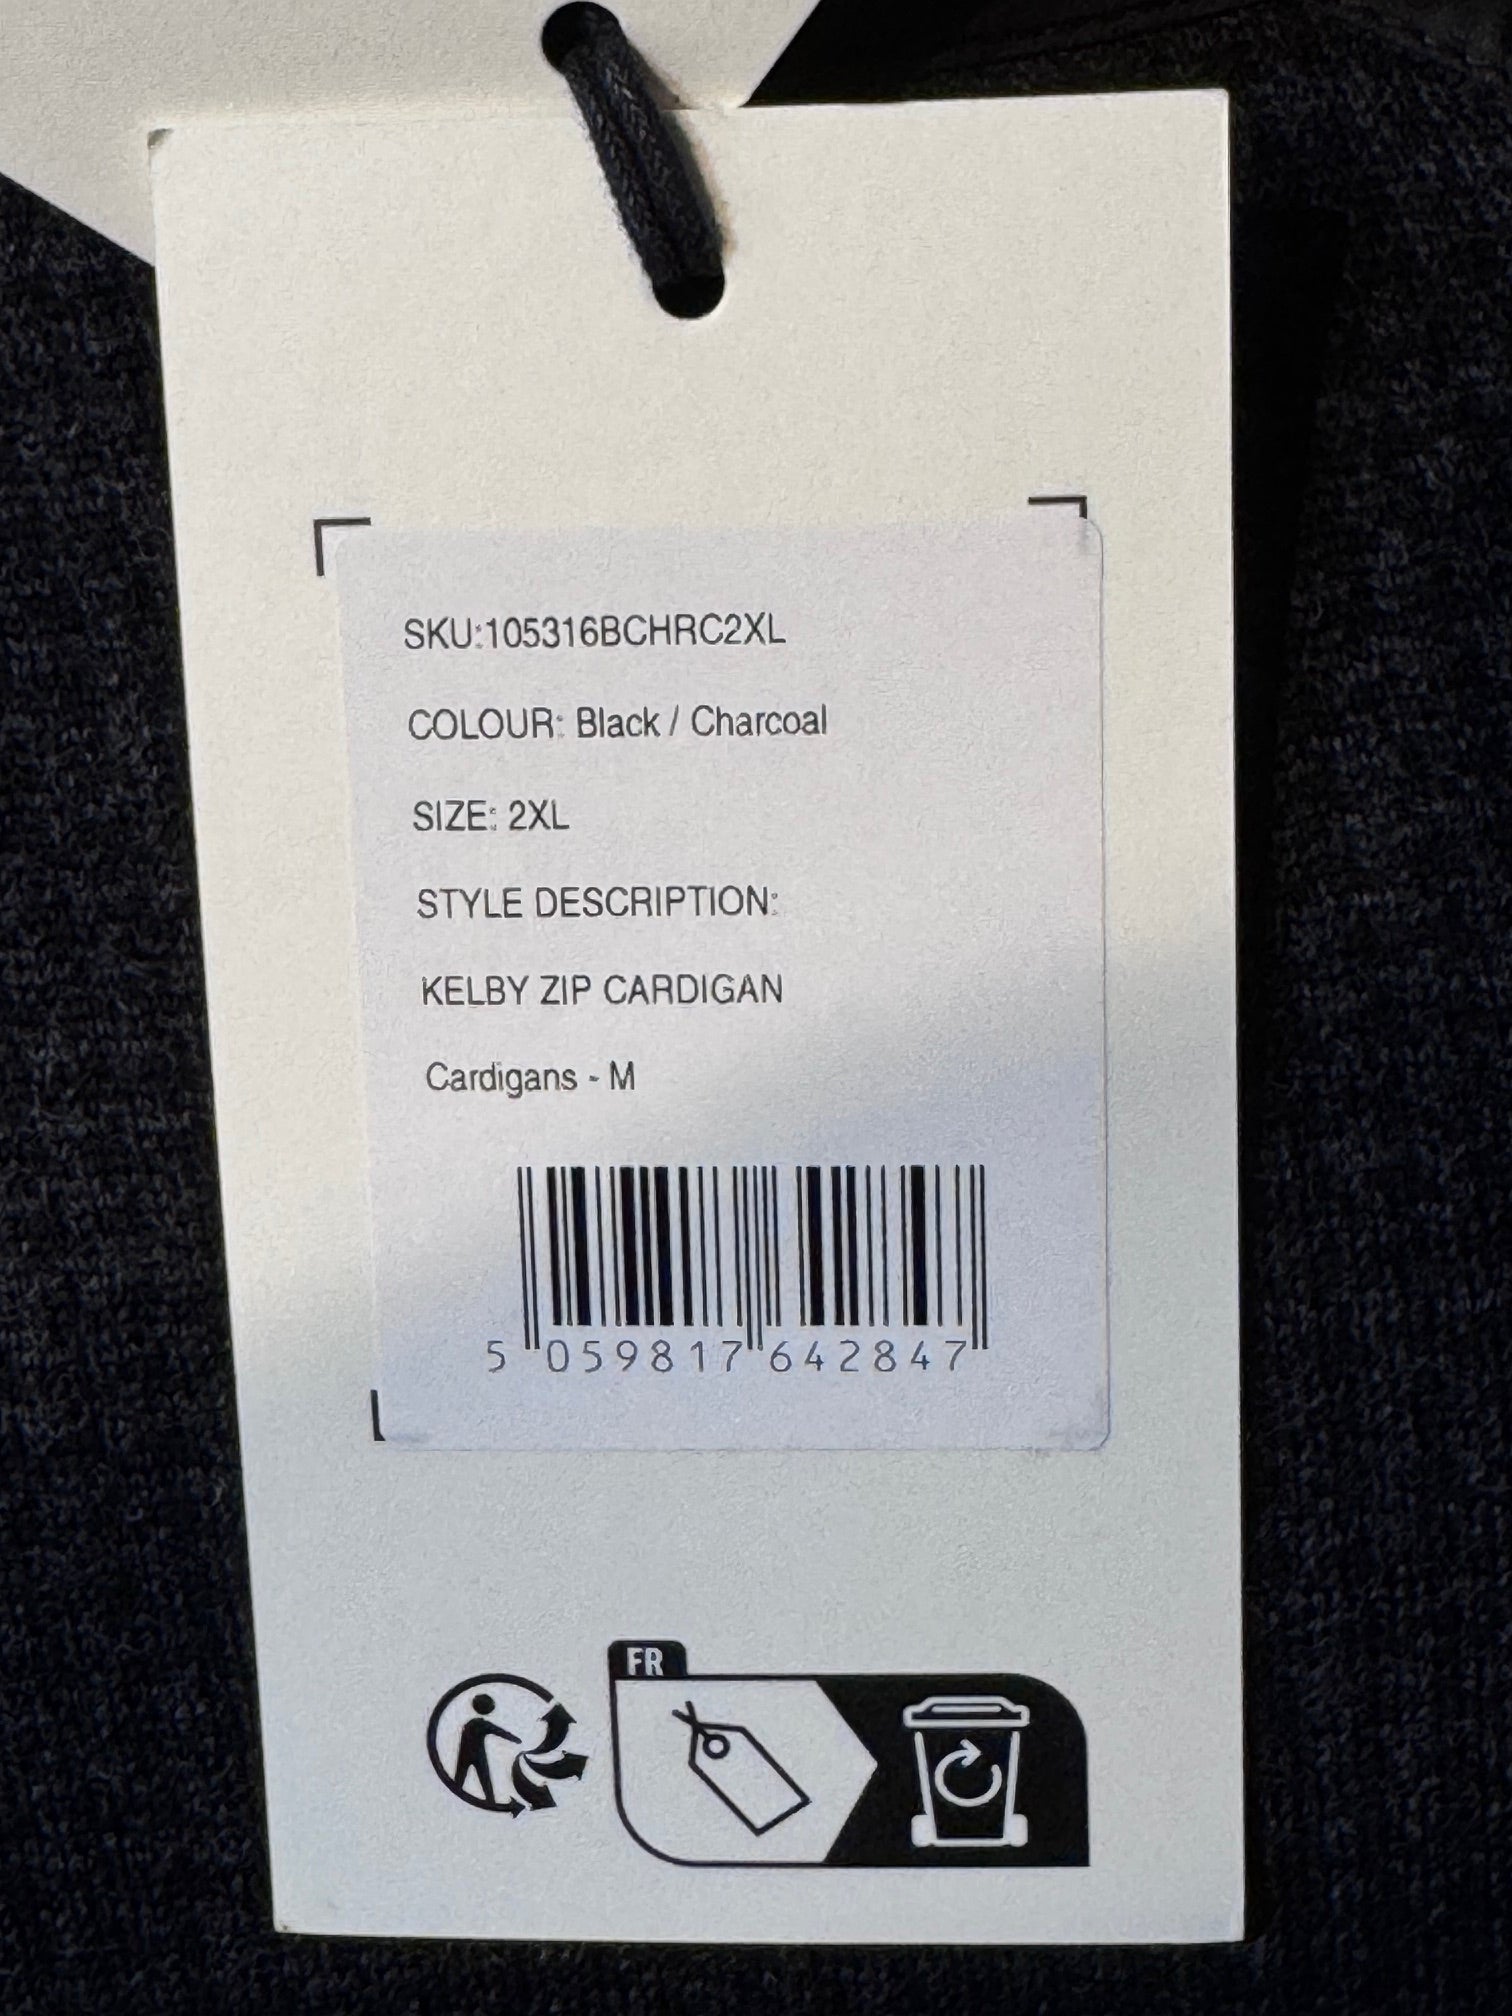 SKU:105316BCHRC2XL
COLOUR: Black / Charcoal
SIZE: 2XL
STYLE DESCRIPTION:
KELBY ZIP CARDIGAN
Cardigans - M
5 059817 642847
FR